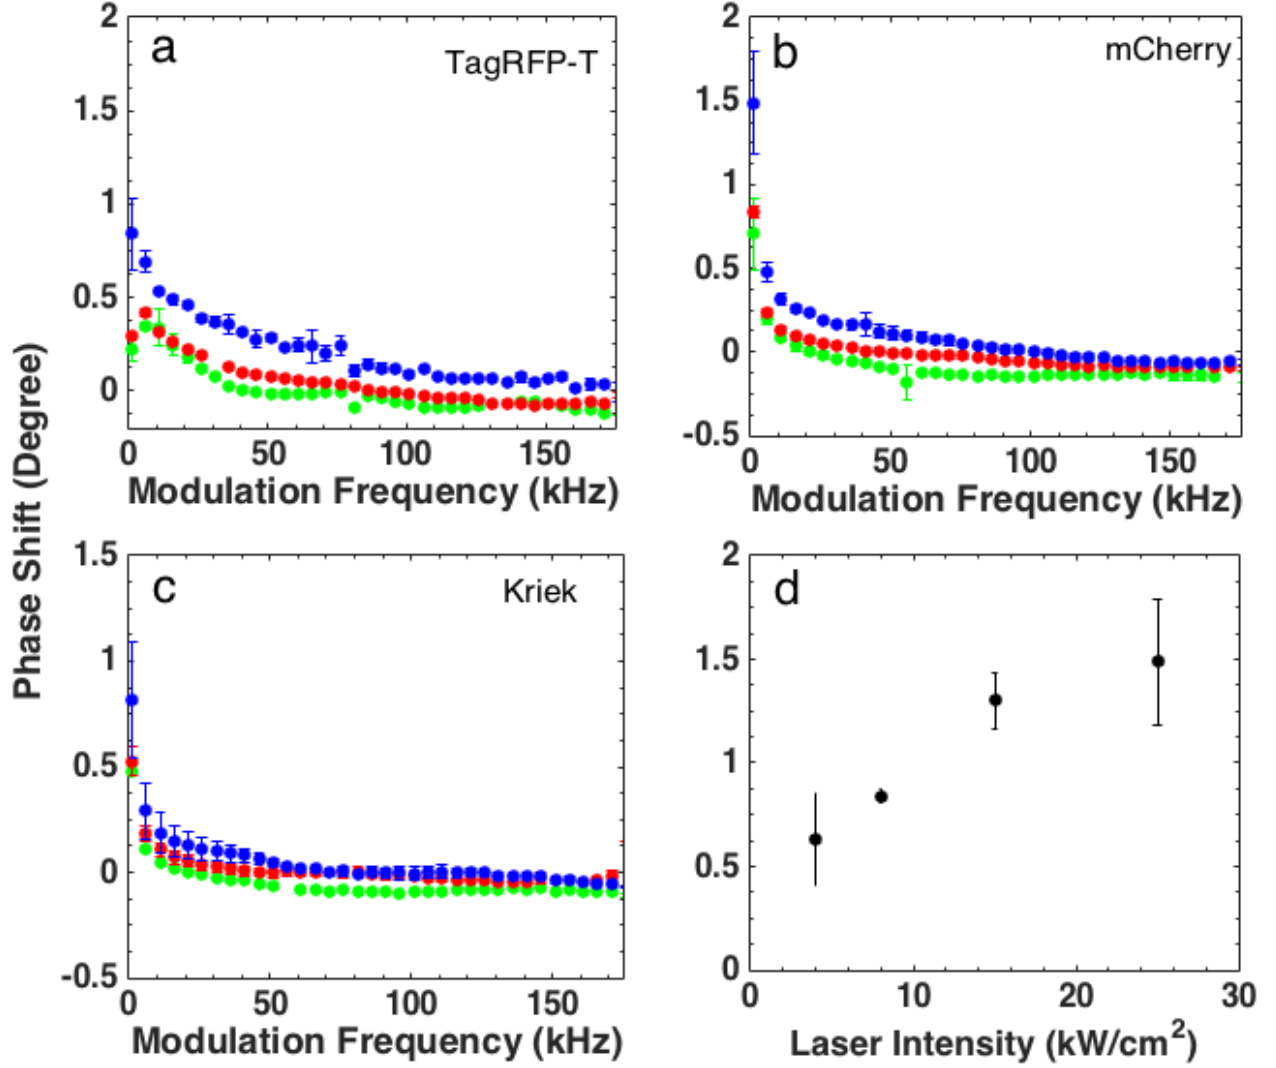 Phase Shift (Degree)
a
TagRFP-T
2
1.5
1
0.5
0
0 50 100 150
Modulation Frequency (kHz)
b
mCherry
2
1.5
1
0.5
0
-0.5
0 50 100 150
Modulation Frequency (kHz)
c
Kriek
1.5
1
0.5
0
-0.5
0 50 100 150
Modulation Frequency (kHz)
d
2
1.5
1
0.5
0
0 10 20 30
Laser Intensity (kW/cm²)